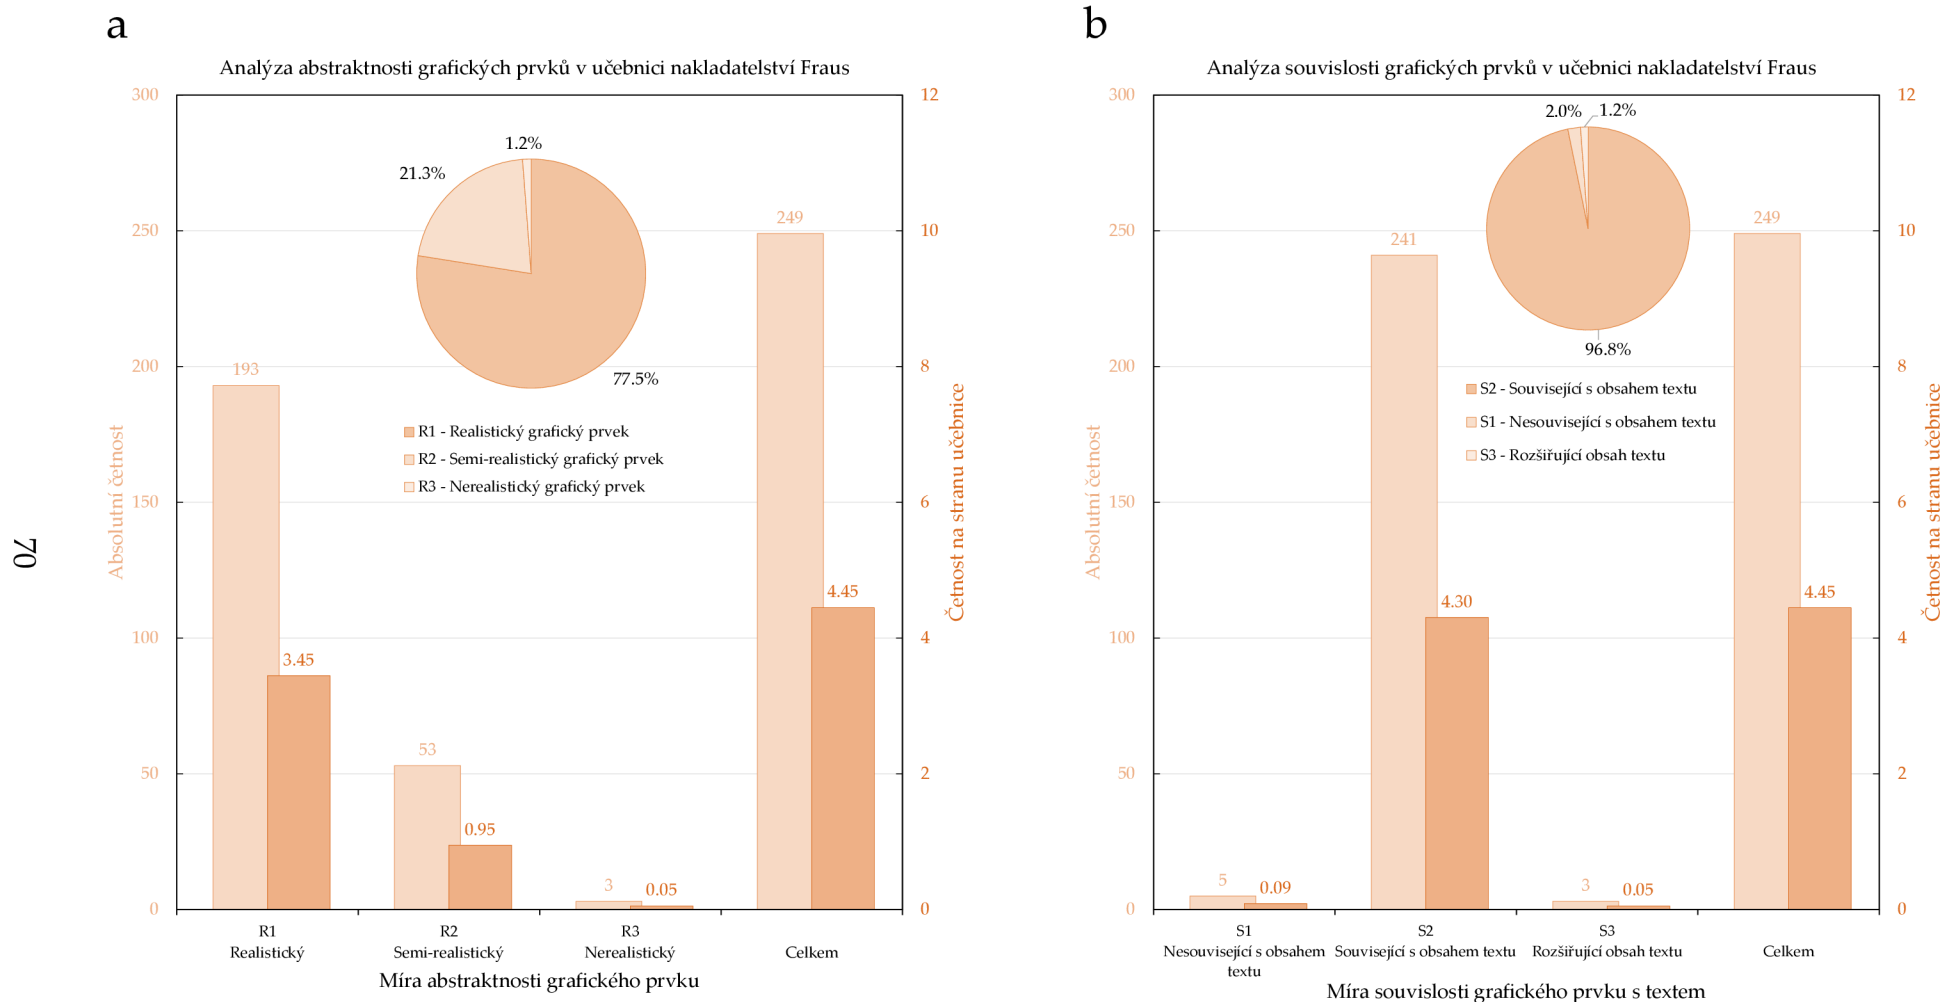 a
Analýza abstraktnosti grafických prvků v učebnici nakladatelství Fraus
300
250
200
150
100
50
0
Absolutní četnost
12
10
8
6
4
2
0
Četnost na stranu učebnice
1.2%
21.3%
77.5%
R1 - Realistický grafický prvek
R2 - Semi-realistický grafický prvek
R3 - Nerealistický grafický prvek
193
3.45
53
0.95
3
0.05
249
4.45
R1
Realistický
R2
Semi-realistický
R3
Nerealistický
Celkem
Míra abstraktnosti grafického prvku
b
Analýza souvislosti grafických prvků v učebnici nakladatelství Fraus
300
250
200
150
100
50
0
Absolutní četnost
12
10
8
6
4
2
0
Četnost na stranu učebnice
2.0%
1.2%
96.8%
S2 - Související s obsahem textu
S1 - Nesouvisející s obsahem textu
S3 - Rozšiřující obsah textu
5
0.09
241
4.30
3
0.05
249
4.45
S1
Nesouvisející s obsahem
textu
S2
Související s obsahem textu
S3
Rozšiřující obsah textu
Celkem
Míra souvislosti grafického prvku s textem
70